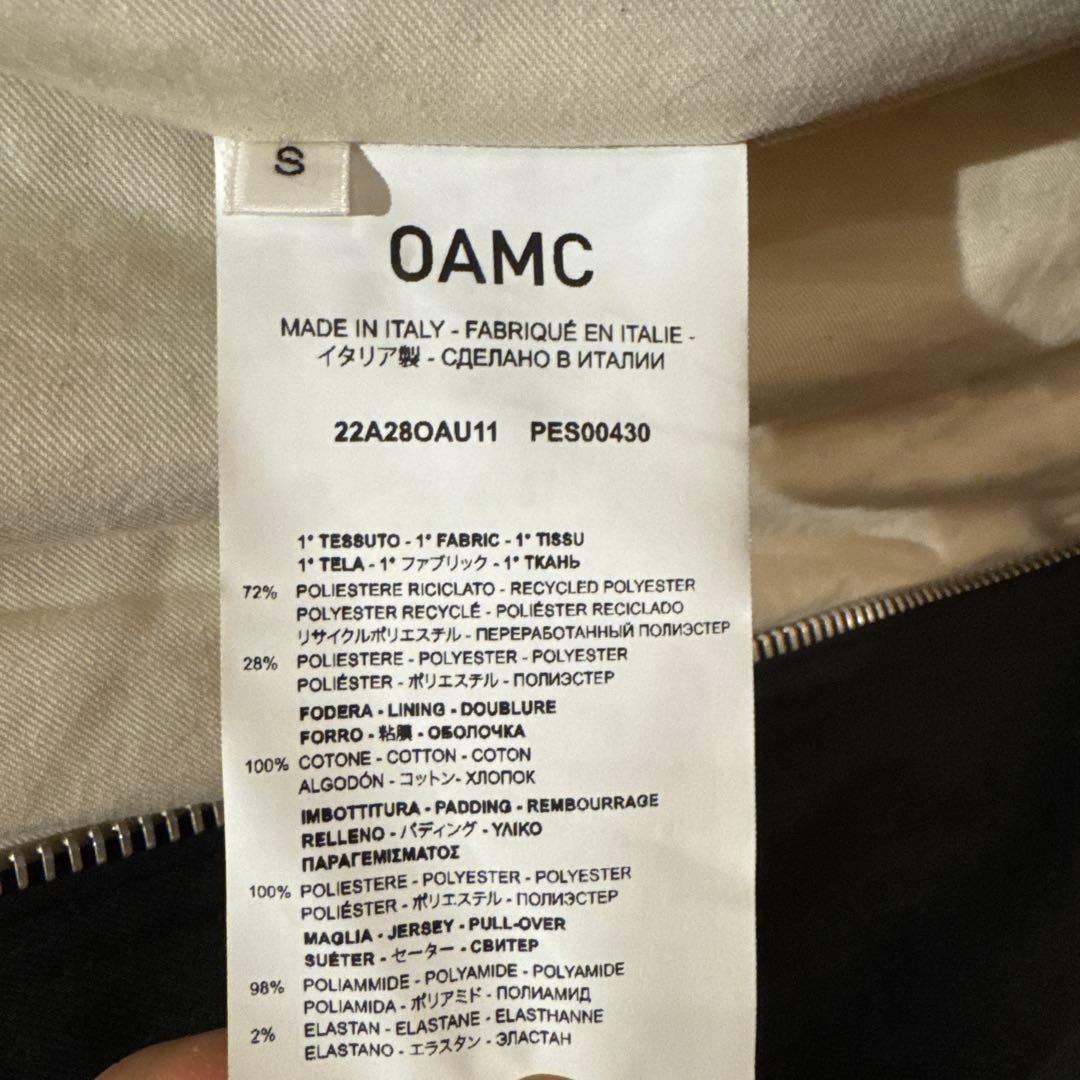 S
OAMC
MADE IN ITALY - FABRIQUÉ EN ITALIE -
イタリア製 - СДЕЛАНО В ИТАЛИИ
22A28OAU11 PES00430
1° TESSUTO - 1° FABRIC - 1° TISSU
1° TELA - 1° ファブリック - 1° ТКАНЬ
72% POLIESTERE RICICLATO - RECYCLED POLYESTER
POLYESTER RECYCLÉ - POLIÉSTER RECICLADO
リサイクルポリエステル - ПЕРЕРАБОТАННЫЙ ПОЛИЭСТЕР
28% POLIESTERE - POLYESTER - POLYESTER
POLIÉSTER - ポリエステル - ПОЛИЭСТЕР
FODERA - LINING - DOUBLURE
FORRO - 粘膜 - ОБОЛОЧКА
100% COTONE - COTTON - COTON
ALGODÓN - コットン- ХЛОПОК
IMBOTTITURA - PADDING - REMBOURRAGE
RELLENO - パディング - ΥΛΙΚΟ
ΠΑΡΑΓΕΜΙΣΜΑΤΟΣ
100% POLIESTERE - POLYESTER - POLYESTER
POLIÉSTER - ポリエステル - ПОЛИЭСТЕР
MAGLIA - JERSEY - PULL-OVER
SUÉTER - セーター - СВИТЕР
98% POLIAMMIDE - POLYAMIDE - POLYAMIDE
POLIAMIDA - ポリアミド - ПОЛИАМИД
2% ELASTAN - ELASTANE - ELASTHANNE
ELASTANO - エラスタン - ЭЛАСТАН